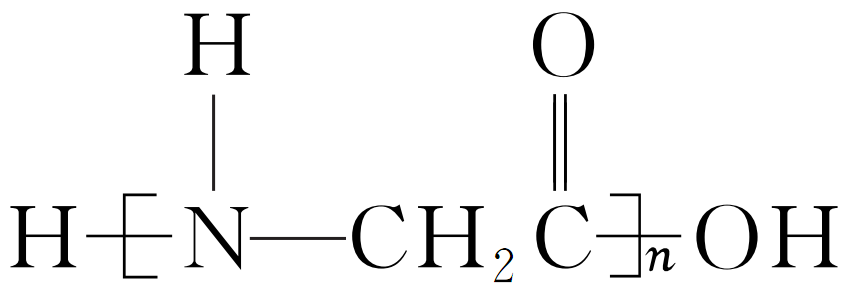 H O
H [ N — CH₂C ]n OH